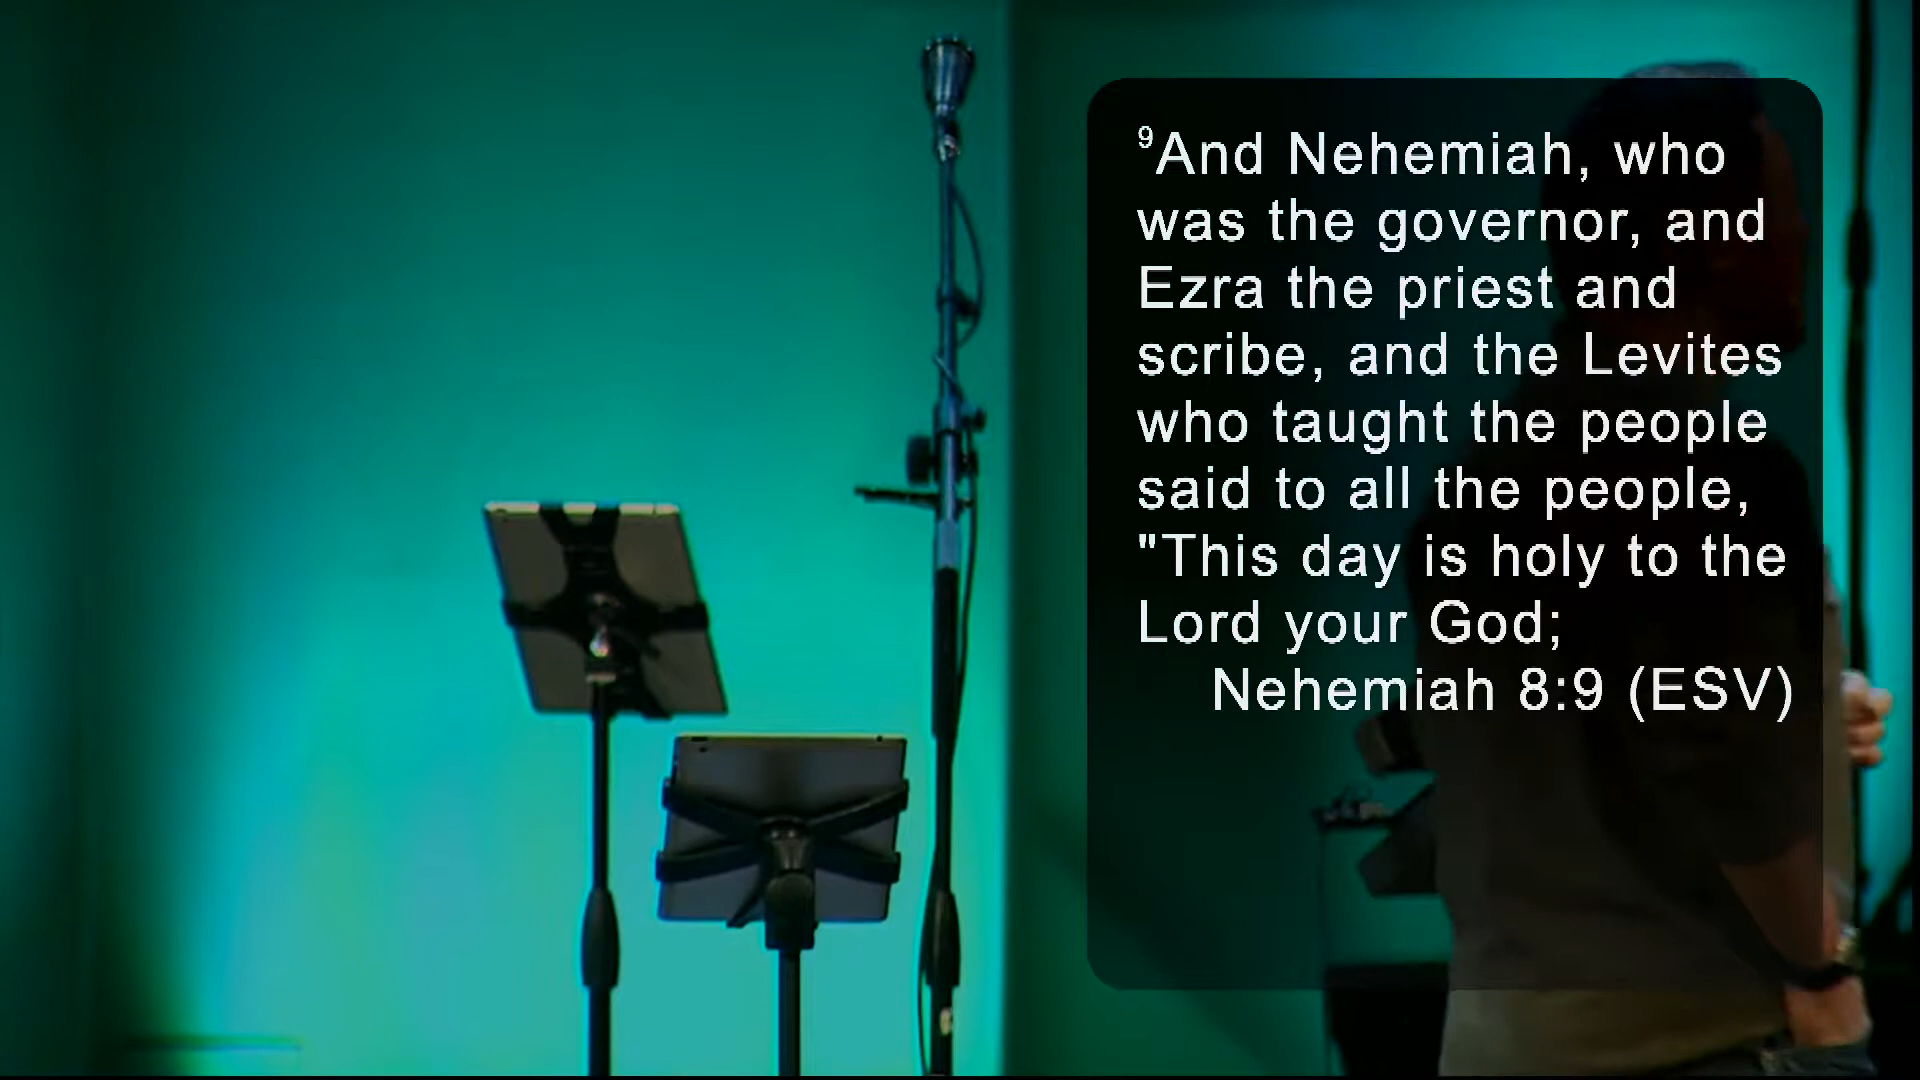 ⁹And Nehemiah, who
was the governor, and
Ezra the priest and
scribe, and the Levites
who taught the people
said to all the people,
"This day is holy to the
Lord your God;
Nehemiah 8:9 (ESV)